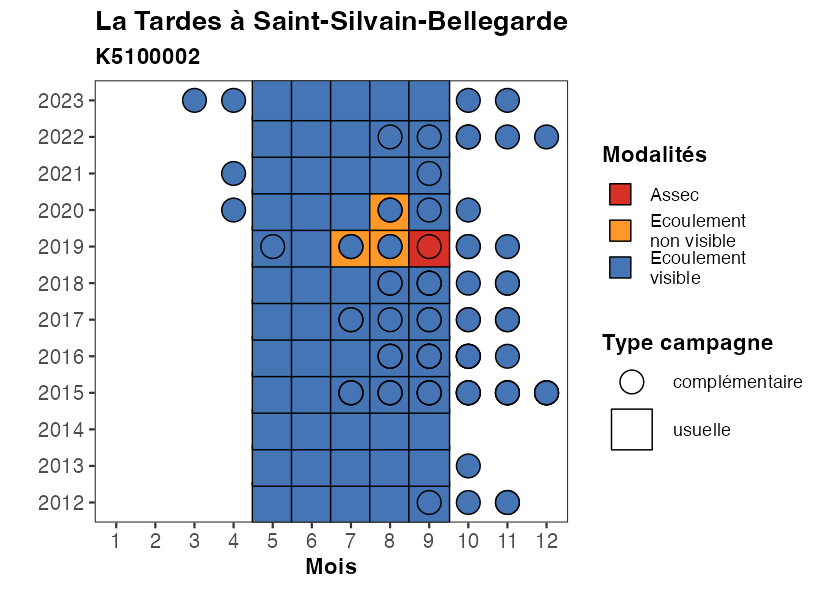 La Tardes à Saint-Silvain-Bellegarde
K5100002
2023
2022
2021
2020
2019
2018
2017
2016
2015
2014
2013
2012
1 2 3 4 5 6 7 8 9 10 11 12
Mois
Modalités
Assec
Ecoulement
non visible
Ecoulement
visible
Type campagne
complémentaire
usuelle